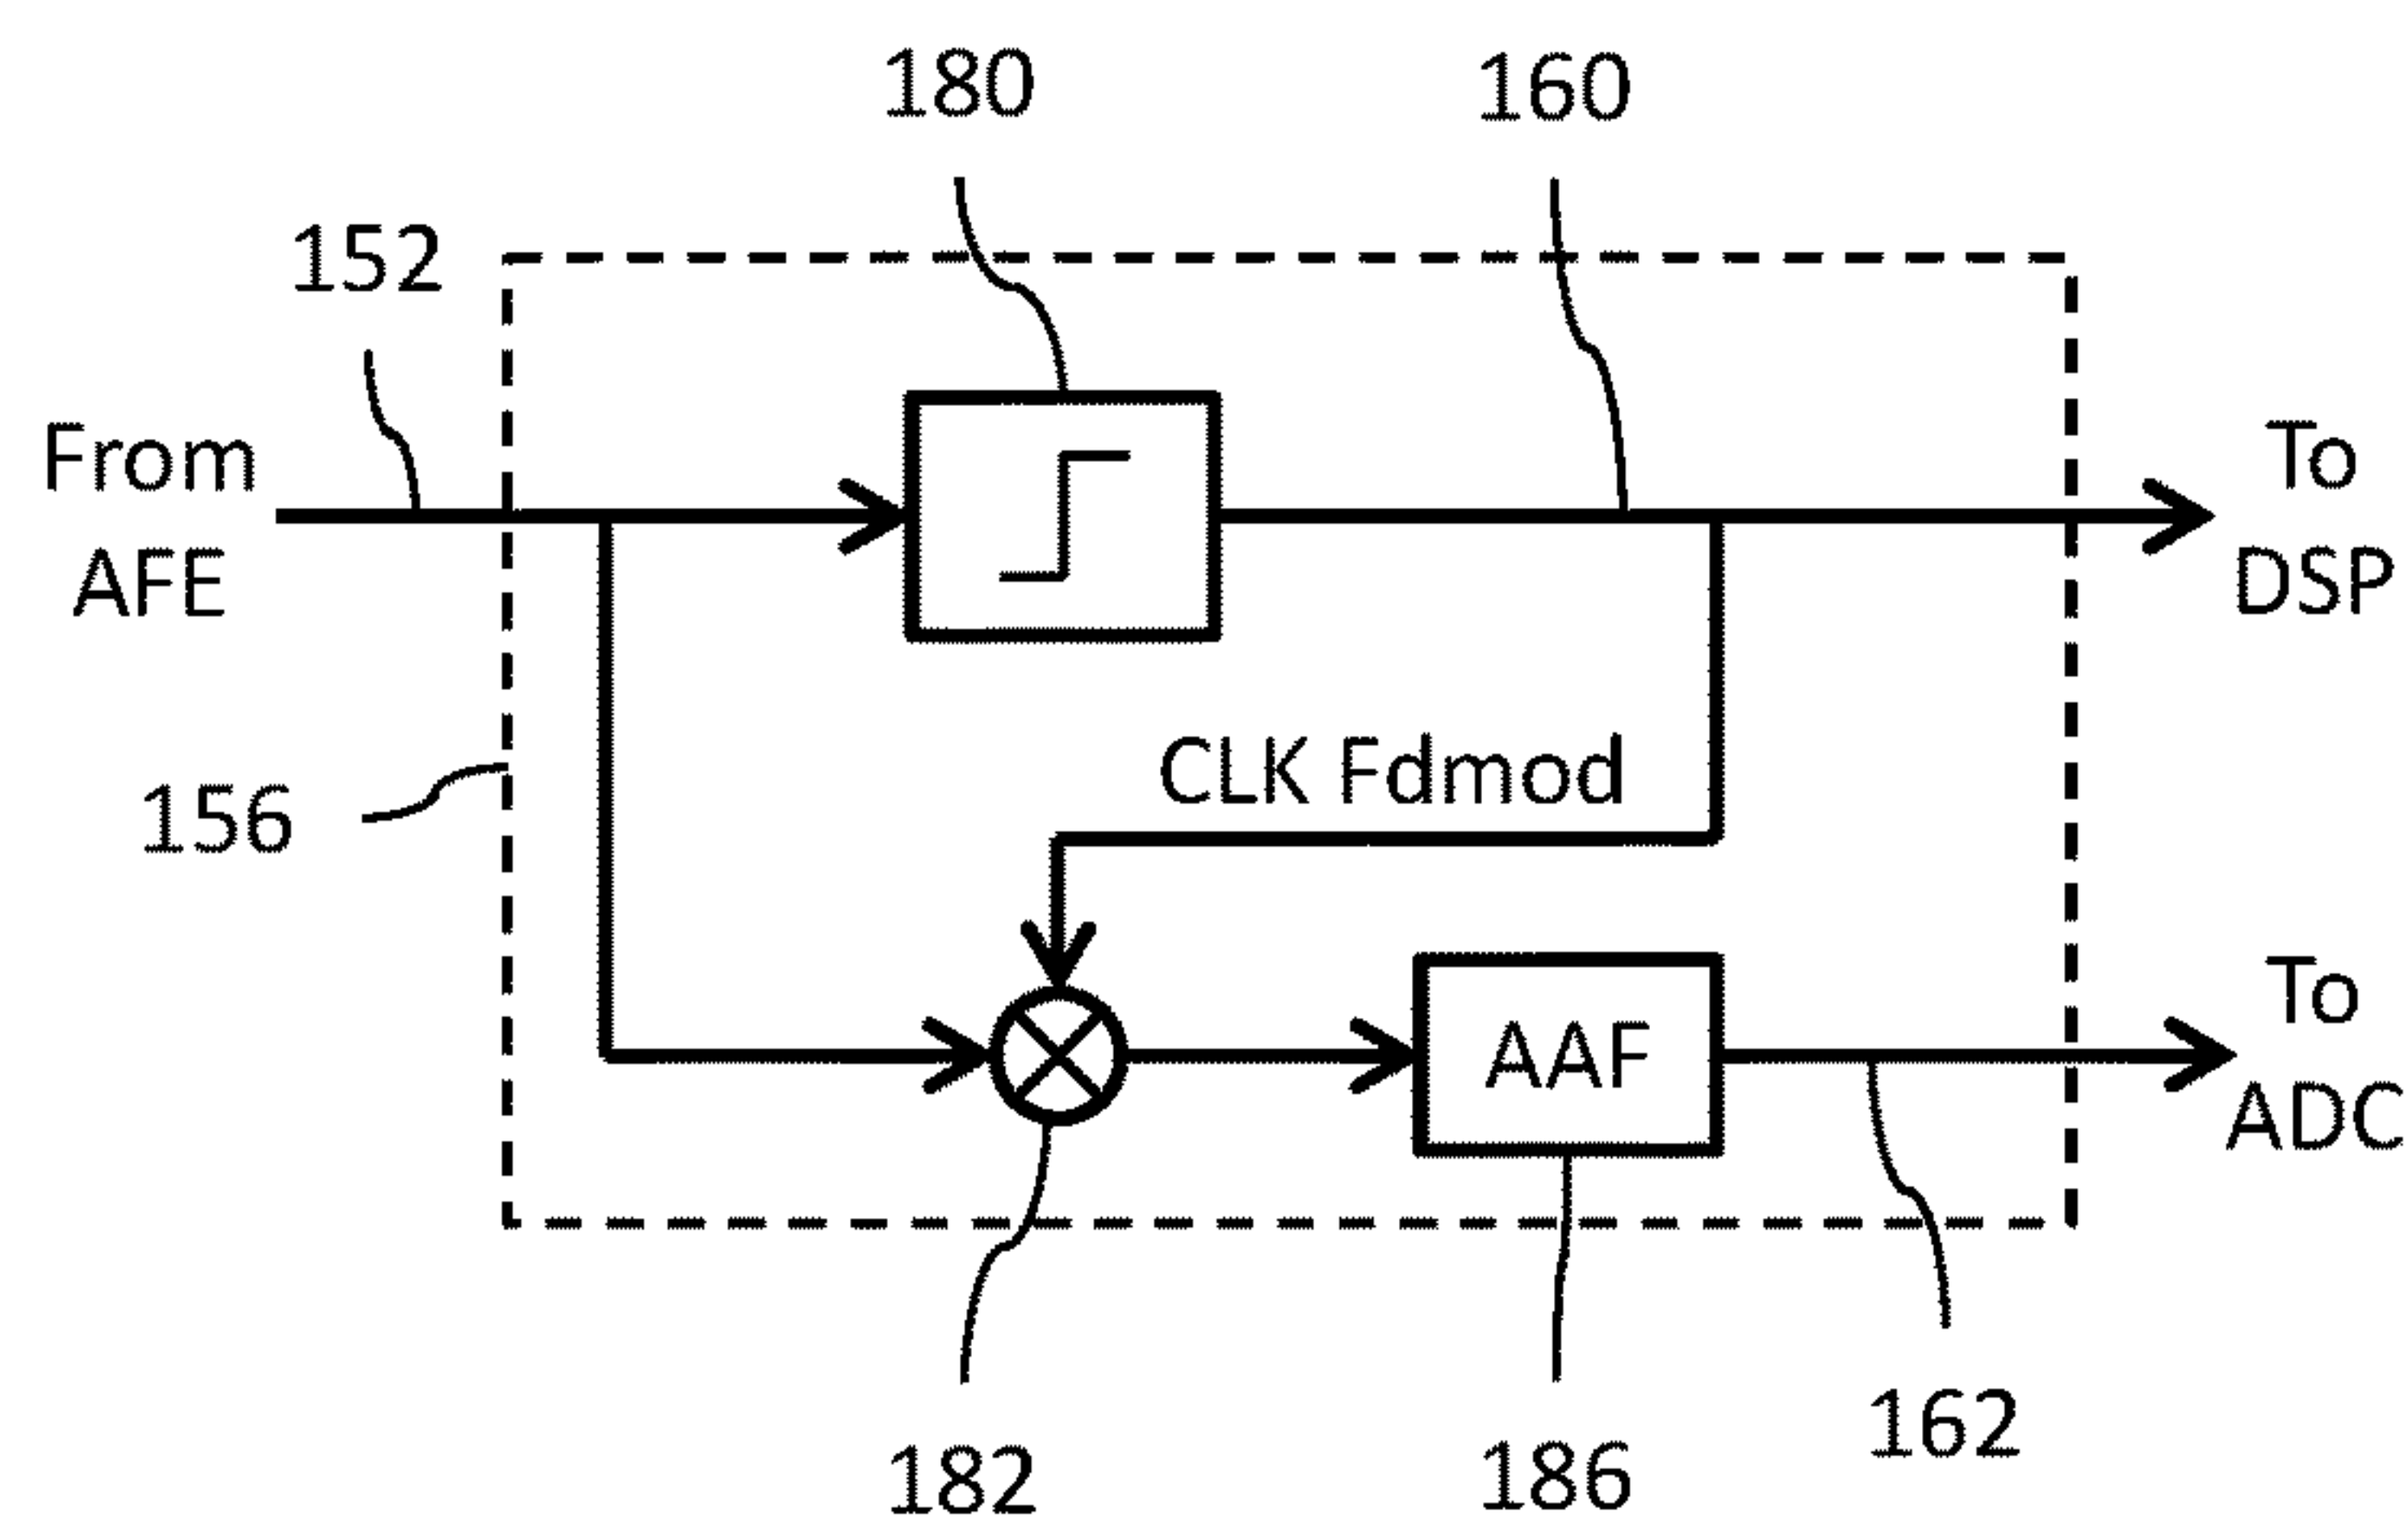 180
160
152
From
AFE
To
DSP
CLK Fdmod
156
AAF
To
ADC
182
186
162